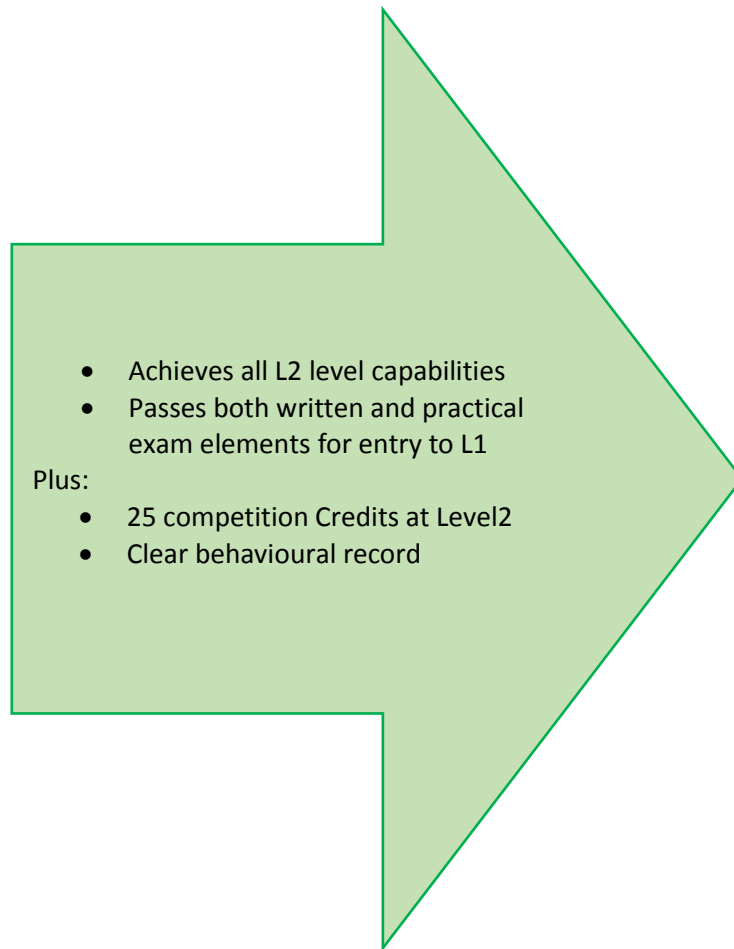 • Achieves all L2 level capabilities
• Passes both written and practical
exam elements for entry to L1
Plus:
• 25 competition Credits at Level2
• Clear behavioural record